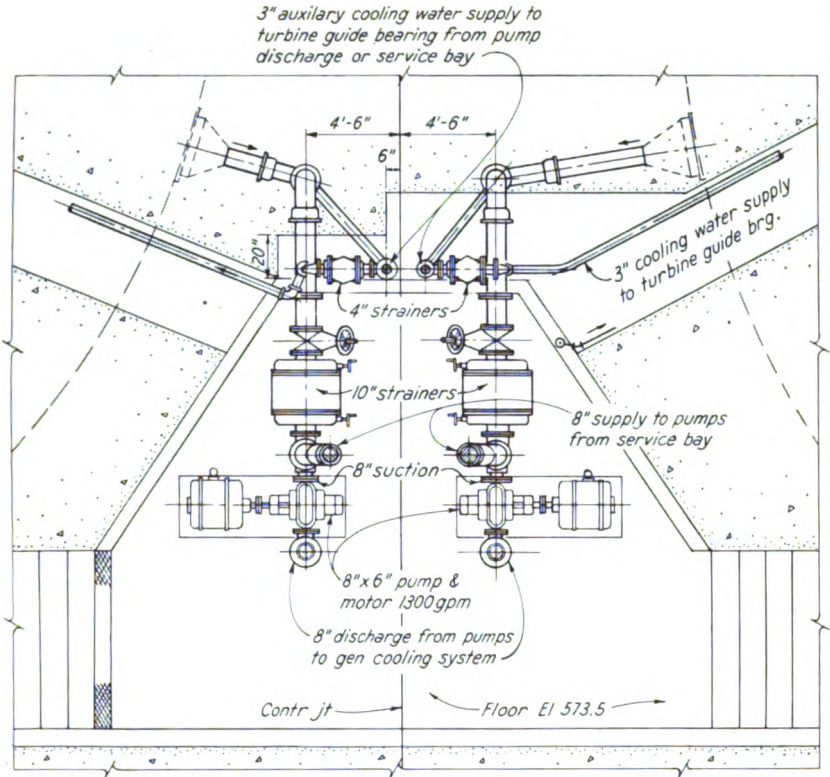 3" auxilary cooling water supply to
turbine guide bearing from pump
discharge or service bay
4'-6"
4'-6"
6"
20"
3" cooling water supply
to turbine guide brg.
4" strainers
10" strainers
8" supply to pumps
from service bay
8" suction
8"x6" pump &
motor 1300gpm
8" discharge from pumps
to gen cooling system
Contr jt
Floor El 573.5